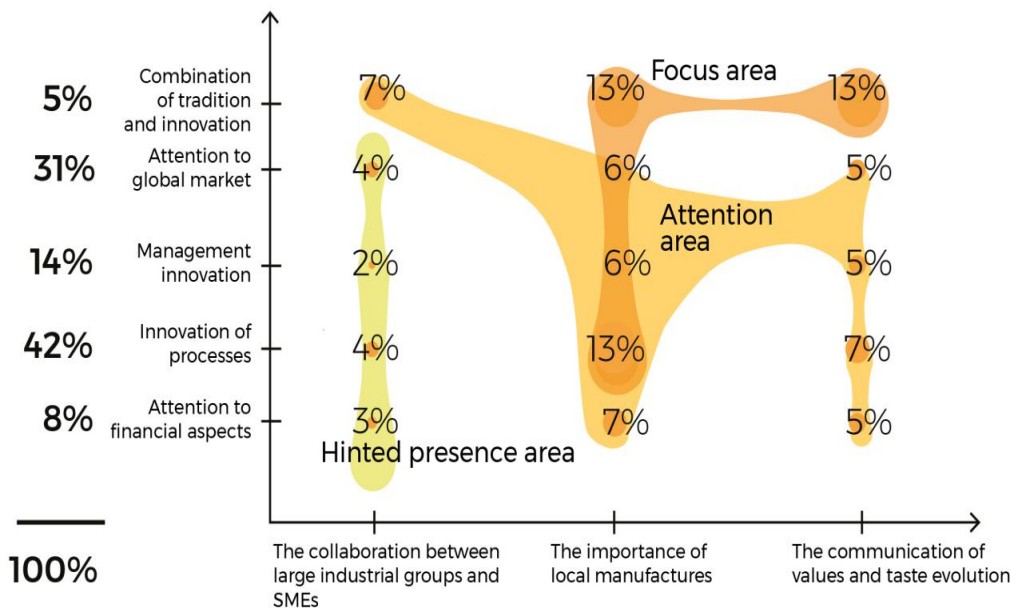 5%
Combination
of tradition
and innovation
7%
13%
Focus area
13%
31%
Attention to
global market
4%
6%
5%
Attention
area
14%
Management
innovation
2%
6%
5%
42%
Innovation of
processes
4%
13%
7%
8%
Attention to
financial aspects
3%
7%
5%
Hinted presence area
100%
The collaboration between
large industrial groups and
SMEs
The importance of
local manufactures
The communication of
values and taste evolution